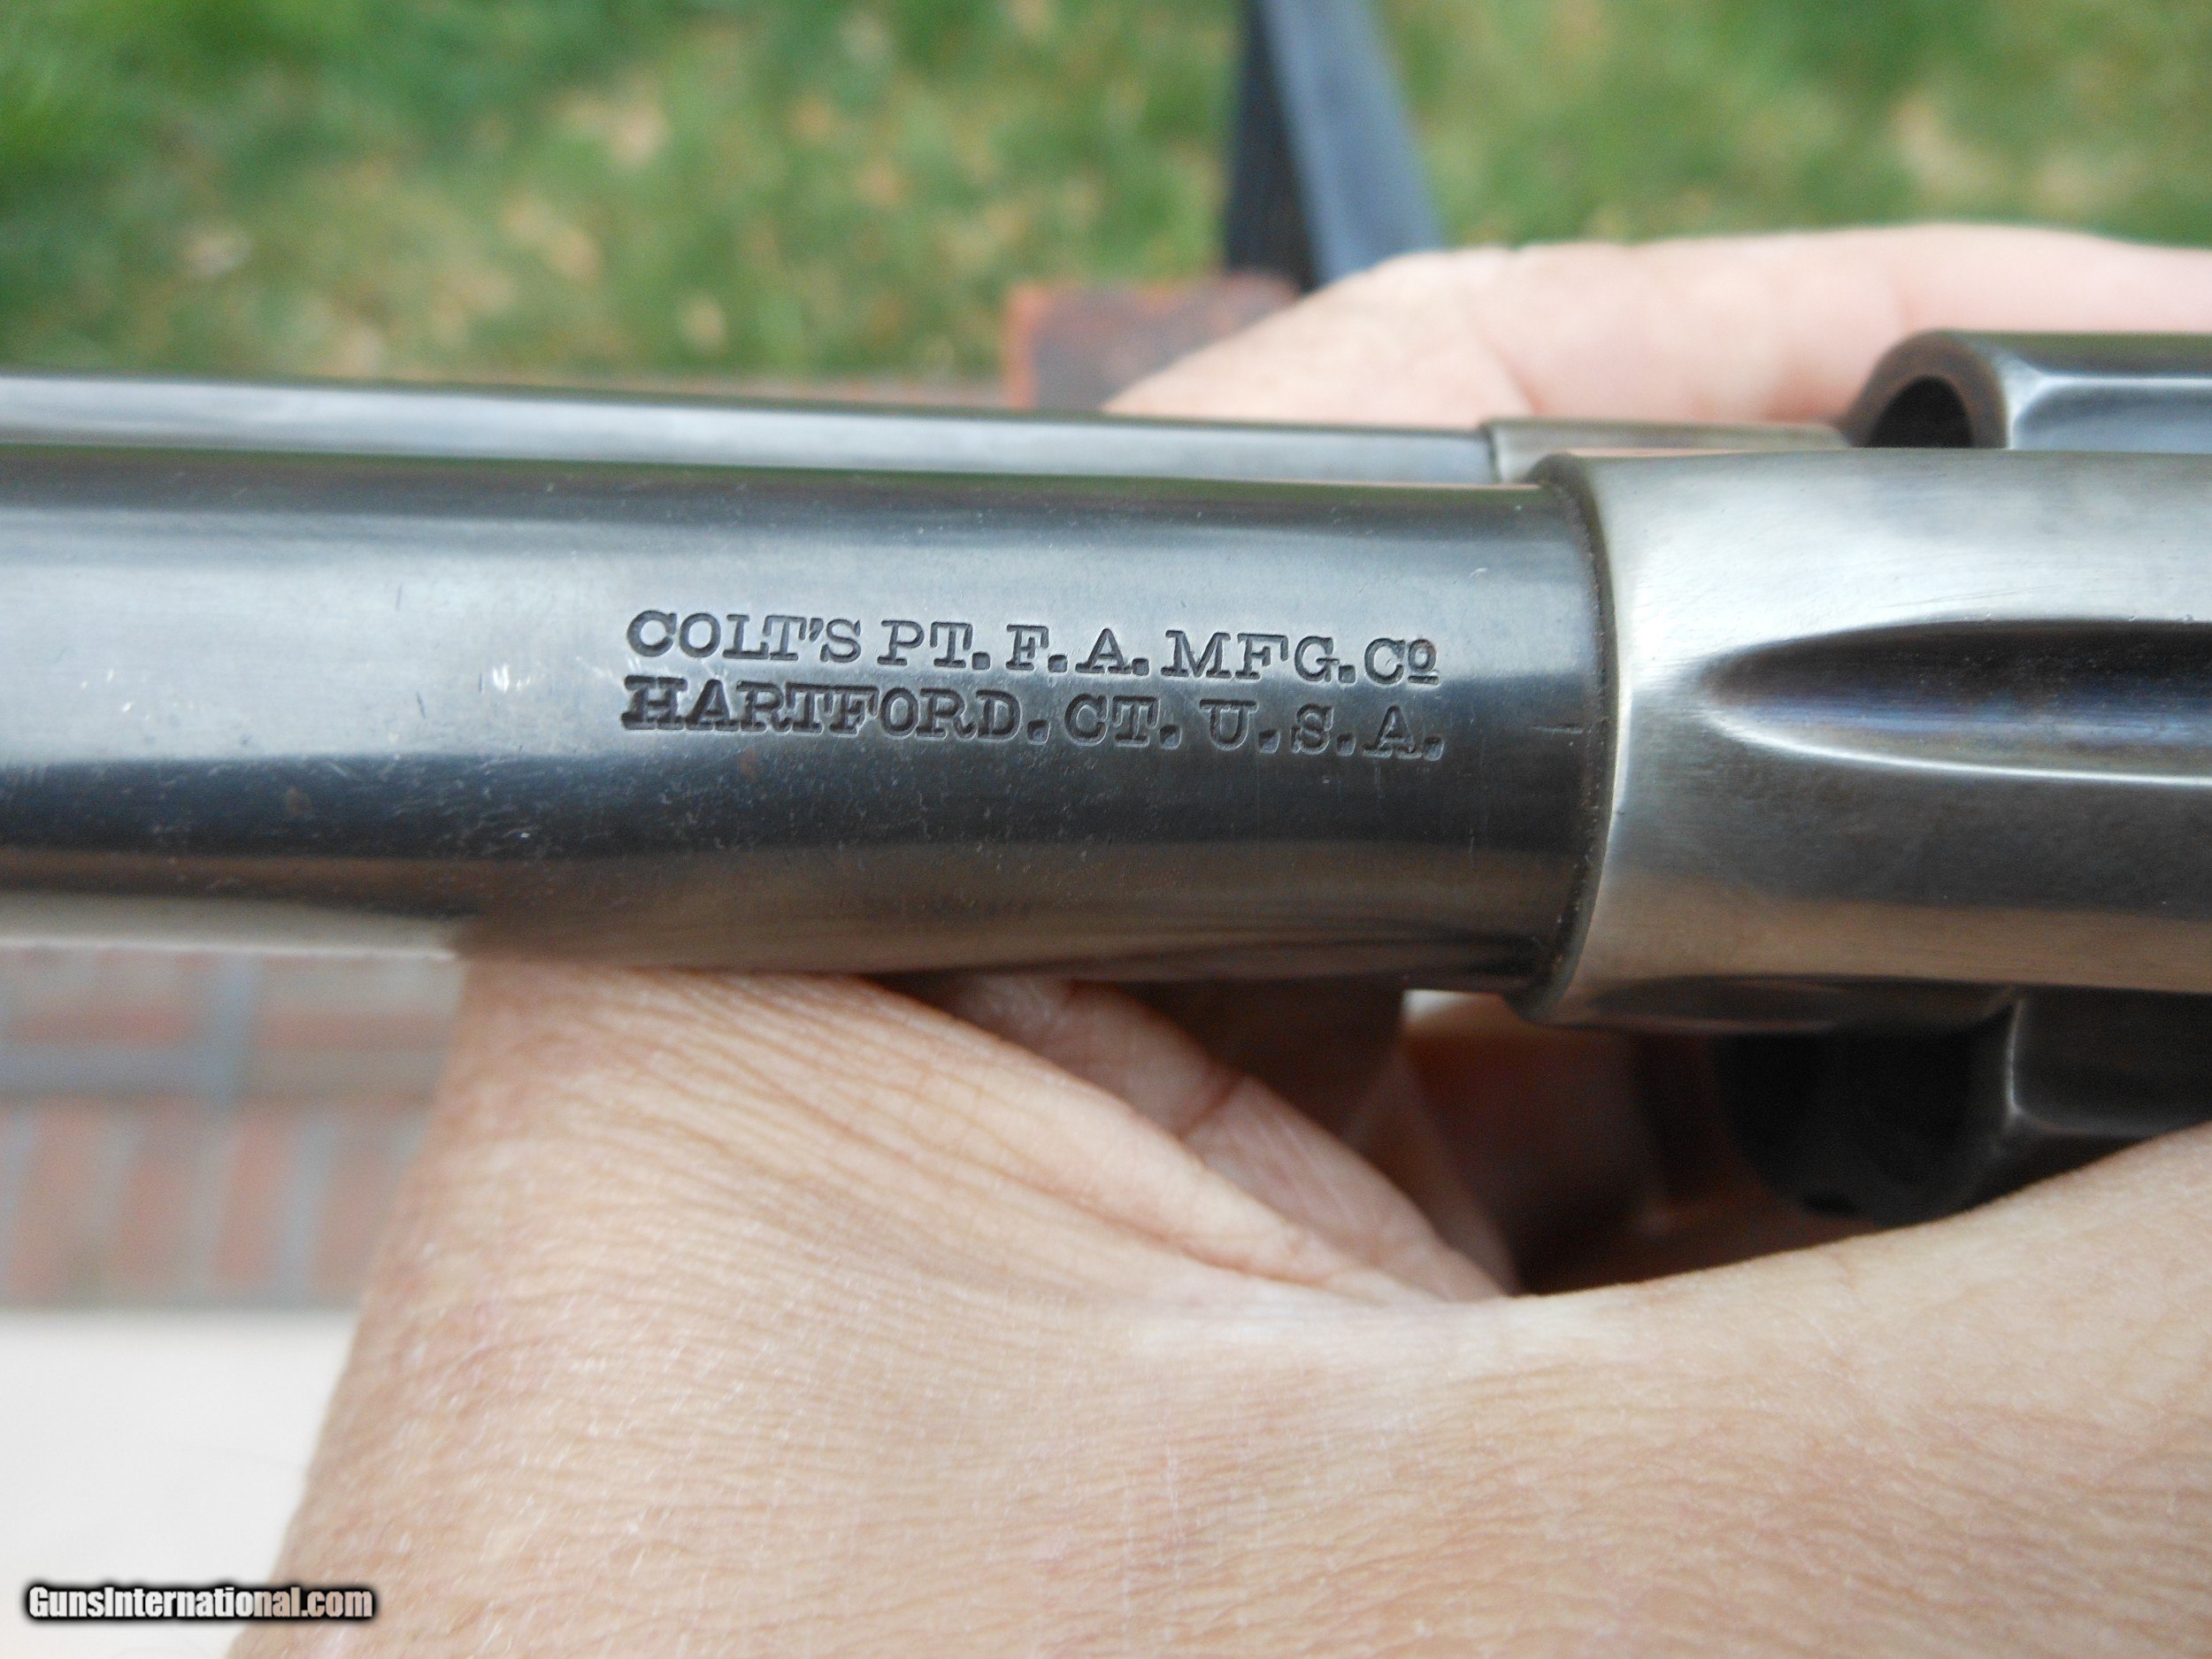 COLT'S PT. F. A. MFG. Co
HARTFORD. CT. U. S. A.
GunsInternational.com